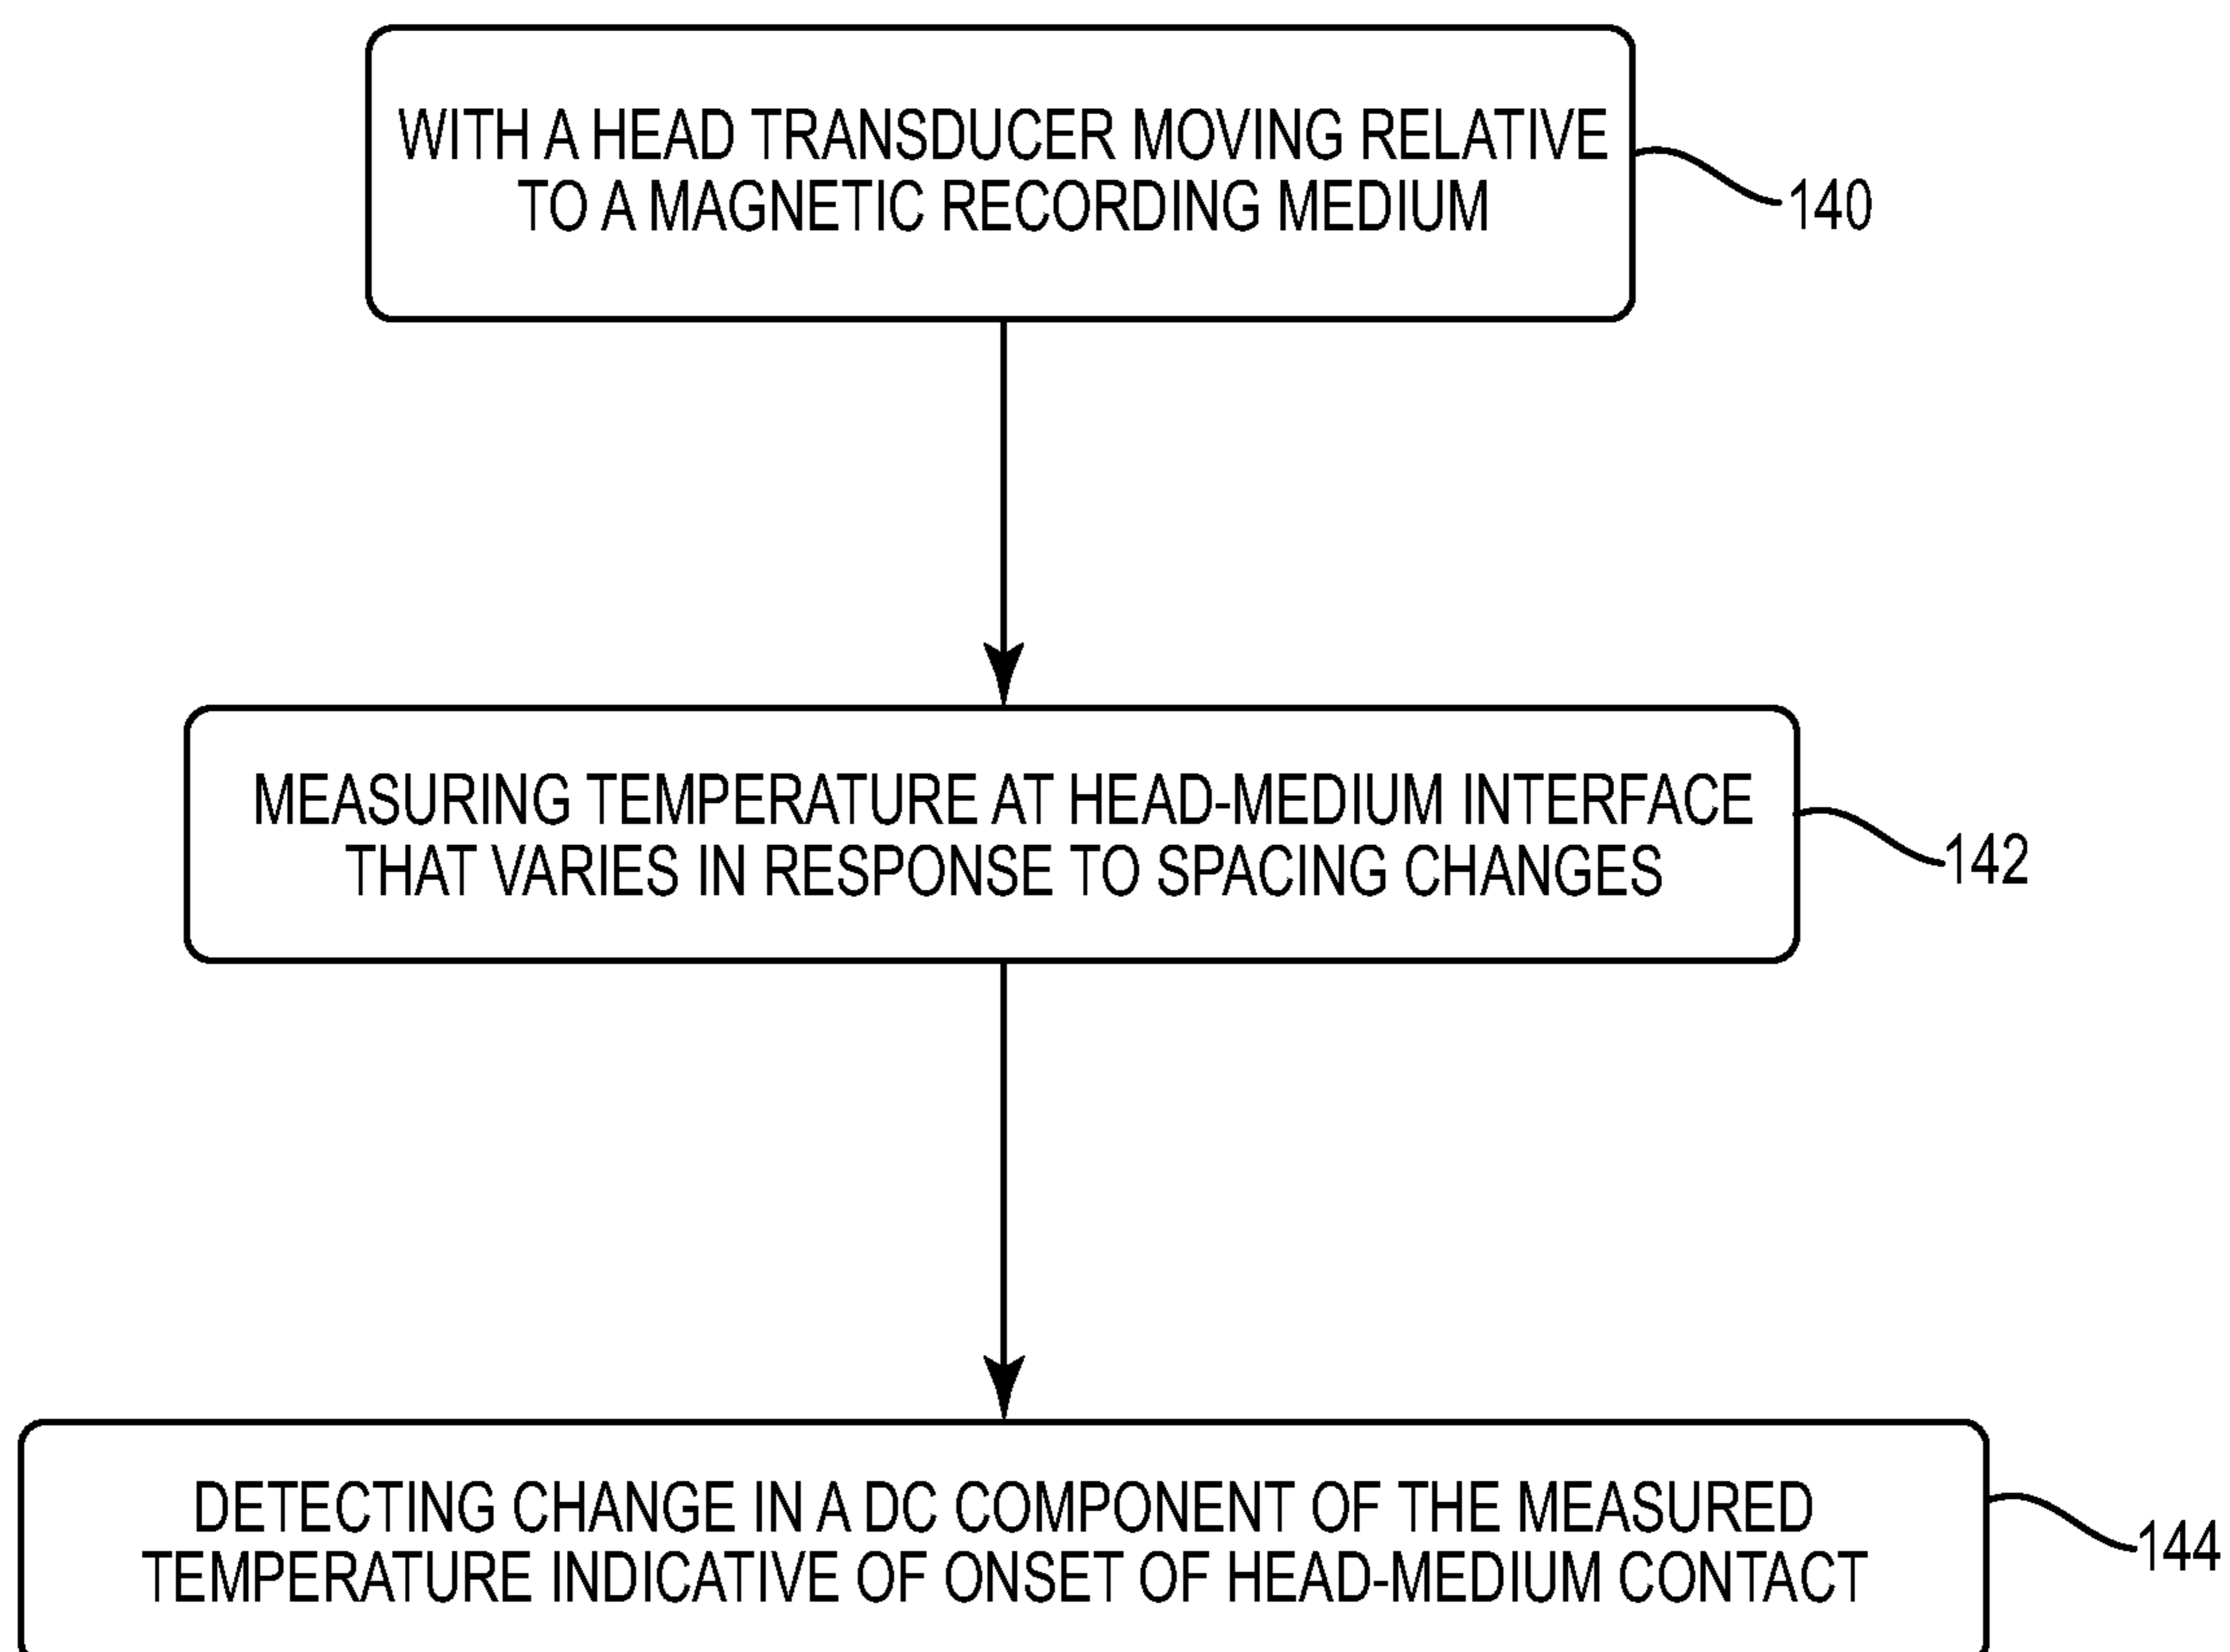 WITH A HEAD TRANSDUCER MOVING RELATIVE
TO A MAGNETIC RECORDING MEDIUM
140
MEASURING TEMPERATURE AT HEAD-MEDIUM INTERFACE
THAT VARIES IN RESPONSE TO SPACING CHANGES
142
DETECTING CHANGE IN A DC COMPONENT OF THE MEASURED
TEMPERATURE INDICATIVE OF ONSET OF HEAD-MEDIUM CONTACT
144